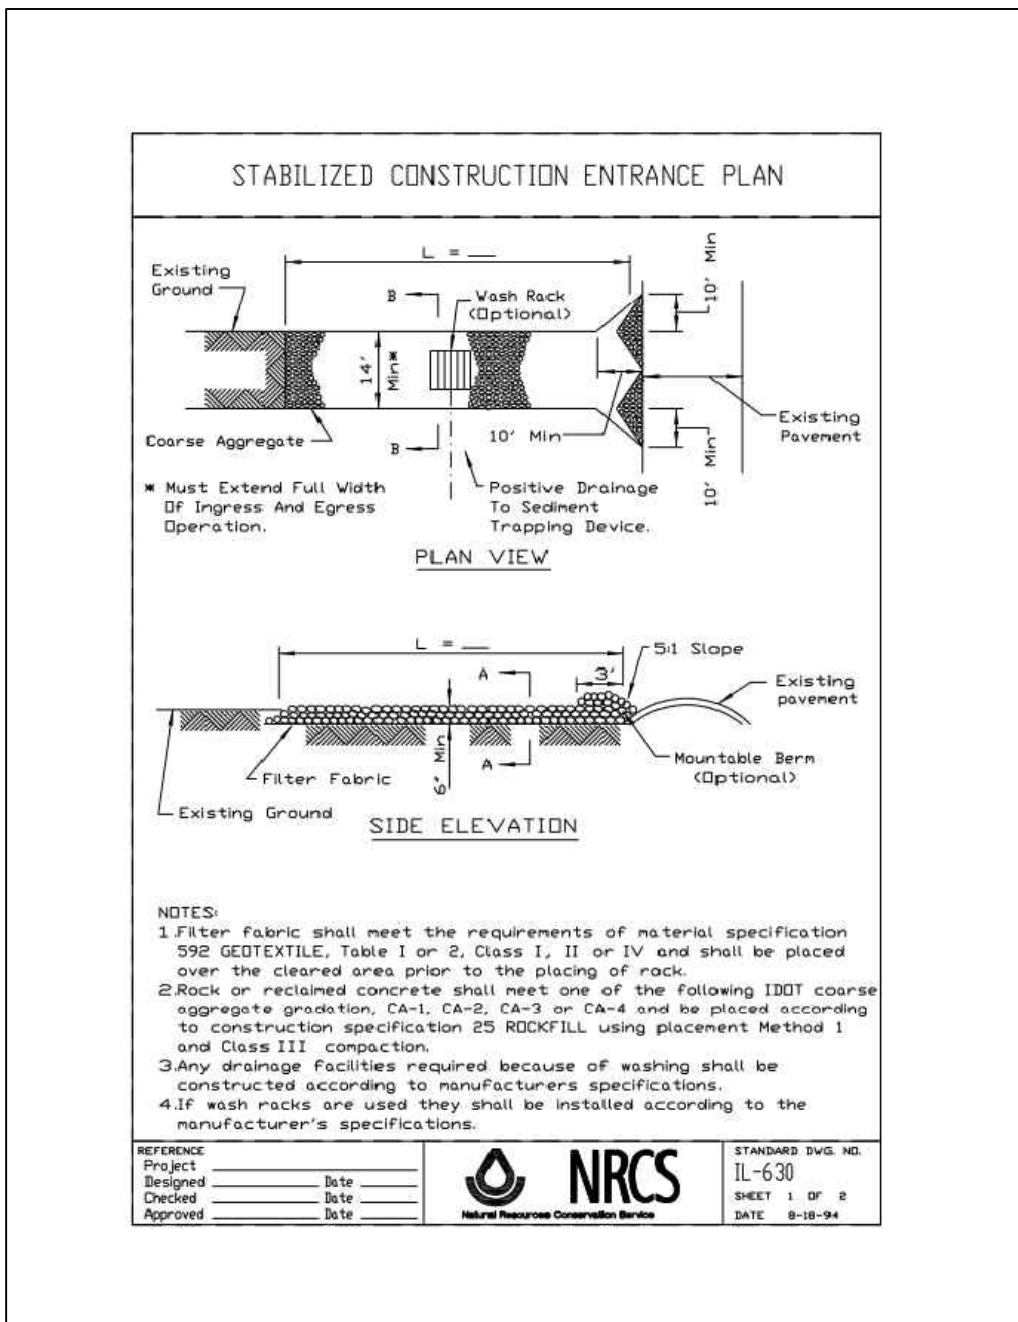 STABILIZED CONSTRUCTION ENTRANCE PLAN
L = ___
10' Min
Existing
Ground
B
Wash Rack
(Optional)
14'
Min*
Existing
Pavement
10' Min
Coarse Aggregate
B
10' Min
* Must Extend Full Width
Of Ingress And Egress
Operation.
Positive Drainage
To Sediment
Trapping Device.
PLAN VIEW
L = ___
5:1 Slope
A
3'
Existing
pavement
Mountable Berm
(Optional)
6" Min
A
Filter Fabric
Existing Ground
SIDE ELEVATION
NOTES:
1.Filter fabric shall meet the requirements of material specification
592 GEOTEXTILE, Table I or 2, Class I, II or IV and shall be placed
over the cleared area prior to the placing of rock.
2.Rock or reclaimed concrete shall meet one of the following IDOT coarse
aggregate gradation, CA-1, CA-2, CA-3 or CA-4 and be placed according
to construction specification 25 ROCKFILL using placement Method 1
and Class III compaction.
3.Any drainage facilities required because of washing shall be
constructed according to manufacturers specifications.
4.If wash racks are used they shall be installed according to the
manufacturer's specifications.
REFERENCE
Project ____________
Designed ________ Date ______
Checked ________ Date ______
Approved ________ Date ______
NRCS
Natural Resources Conservation Service
STANDARD DWG. NO.
IL-630
SHEET 1 OF 2
DATE 8-18-94